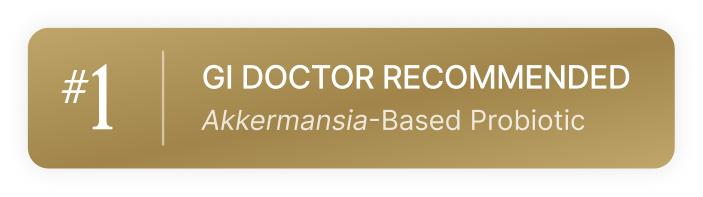 #1
GI DOCTOR RECOMMENDED
Akkermansia-Based Probiotic